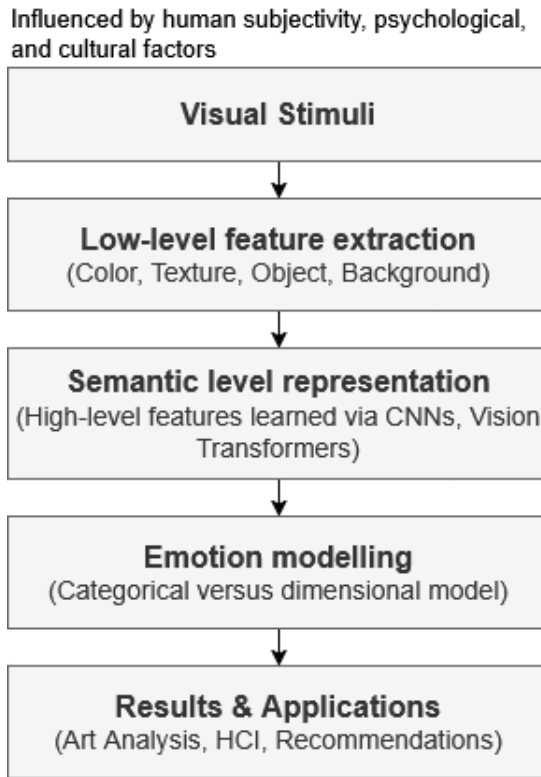 Influenced by human subjectivity, psychological,
and cultural factors
Visual Stimuli
Low-level feature extraction
(Color, Texture, Object, Background)
Semantic level representation
(High-level features learned via CNNs, Vision
Transformers)
Emotion modelling
(Categorical versus dimensional model)
Results & Applications
(Art Analysis, HCI, Recommendations)